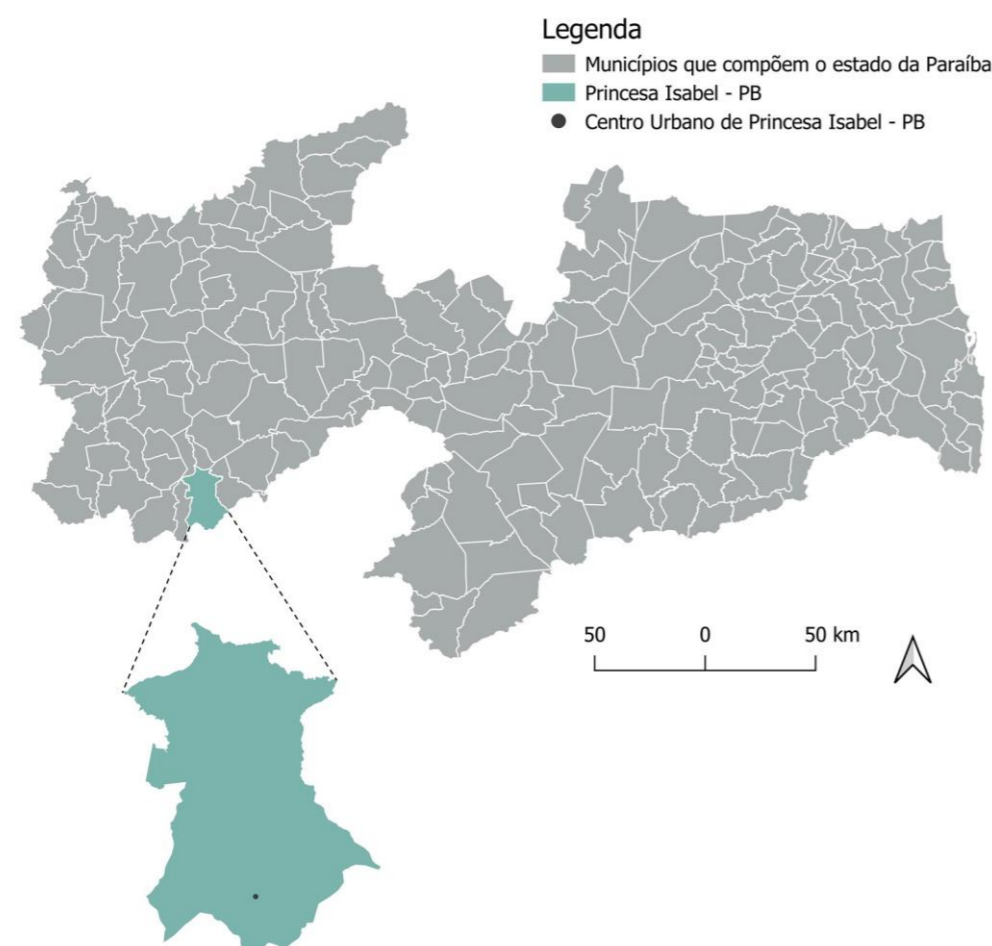 Legenda
Municípios que compõem o estado da Paraíba
Princesa Isabel - PB
Centro Urbano de Princesa Isabel - PB
50 0 50 km